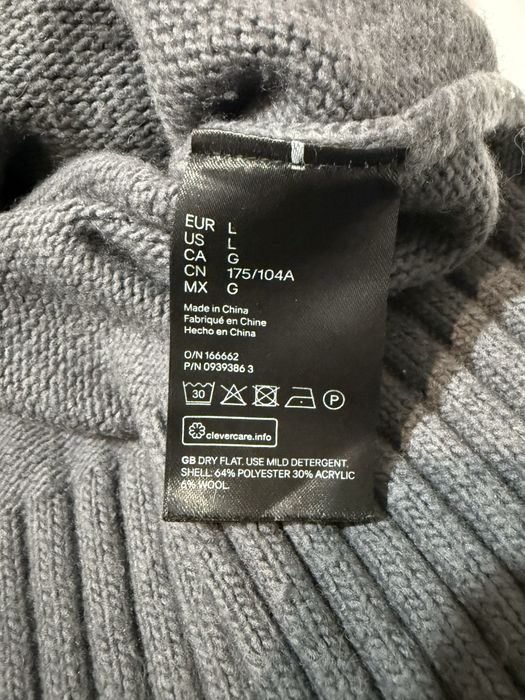 EUR L
US L
CA G
CN 175/104A
MX G
Made in China
Fabriqué en Chine
Hecho en China
O/N 166662
P/N 0939386 3
30 P
clevercare.info
GB DRY FLAT. USE MILD DETERGENT.
SHELL: 64% POLYESTER 30% ACRYLIC
6% WOOL